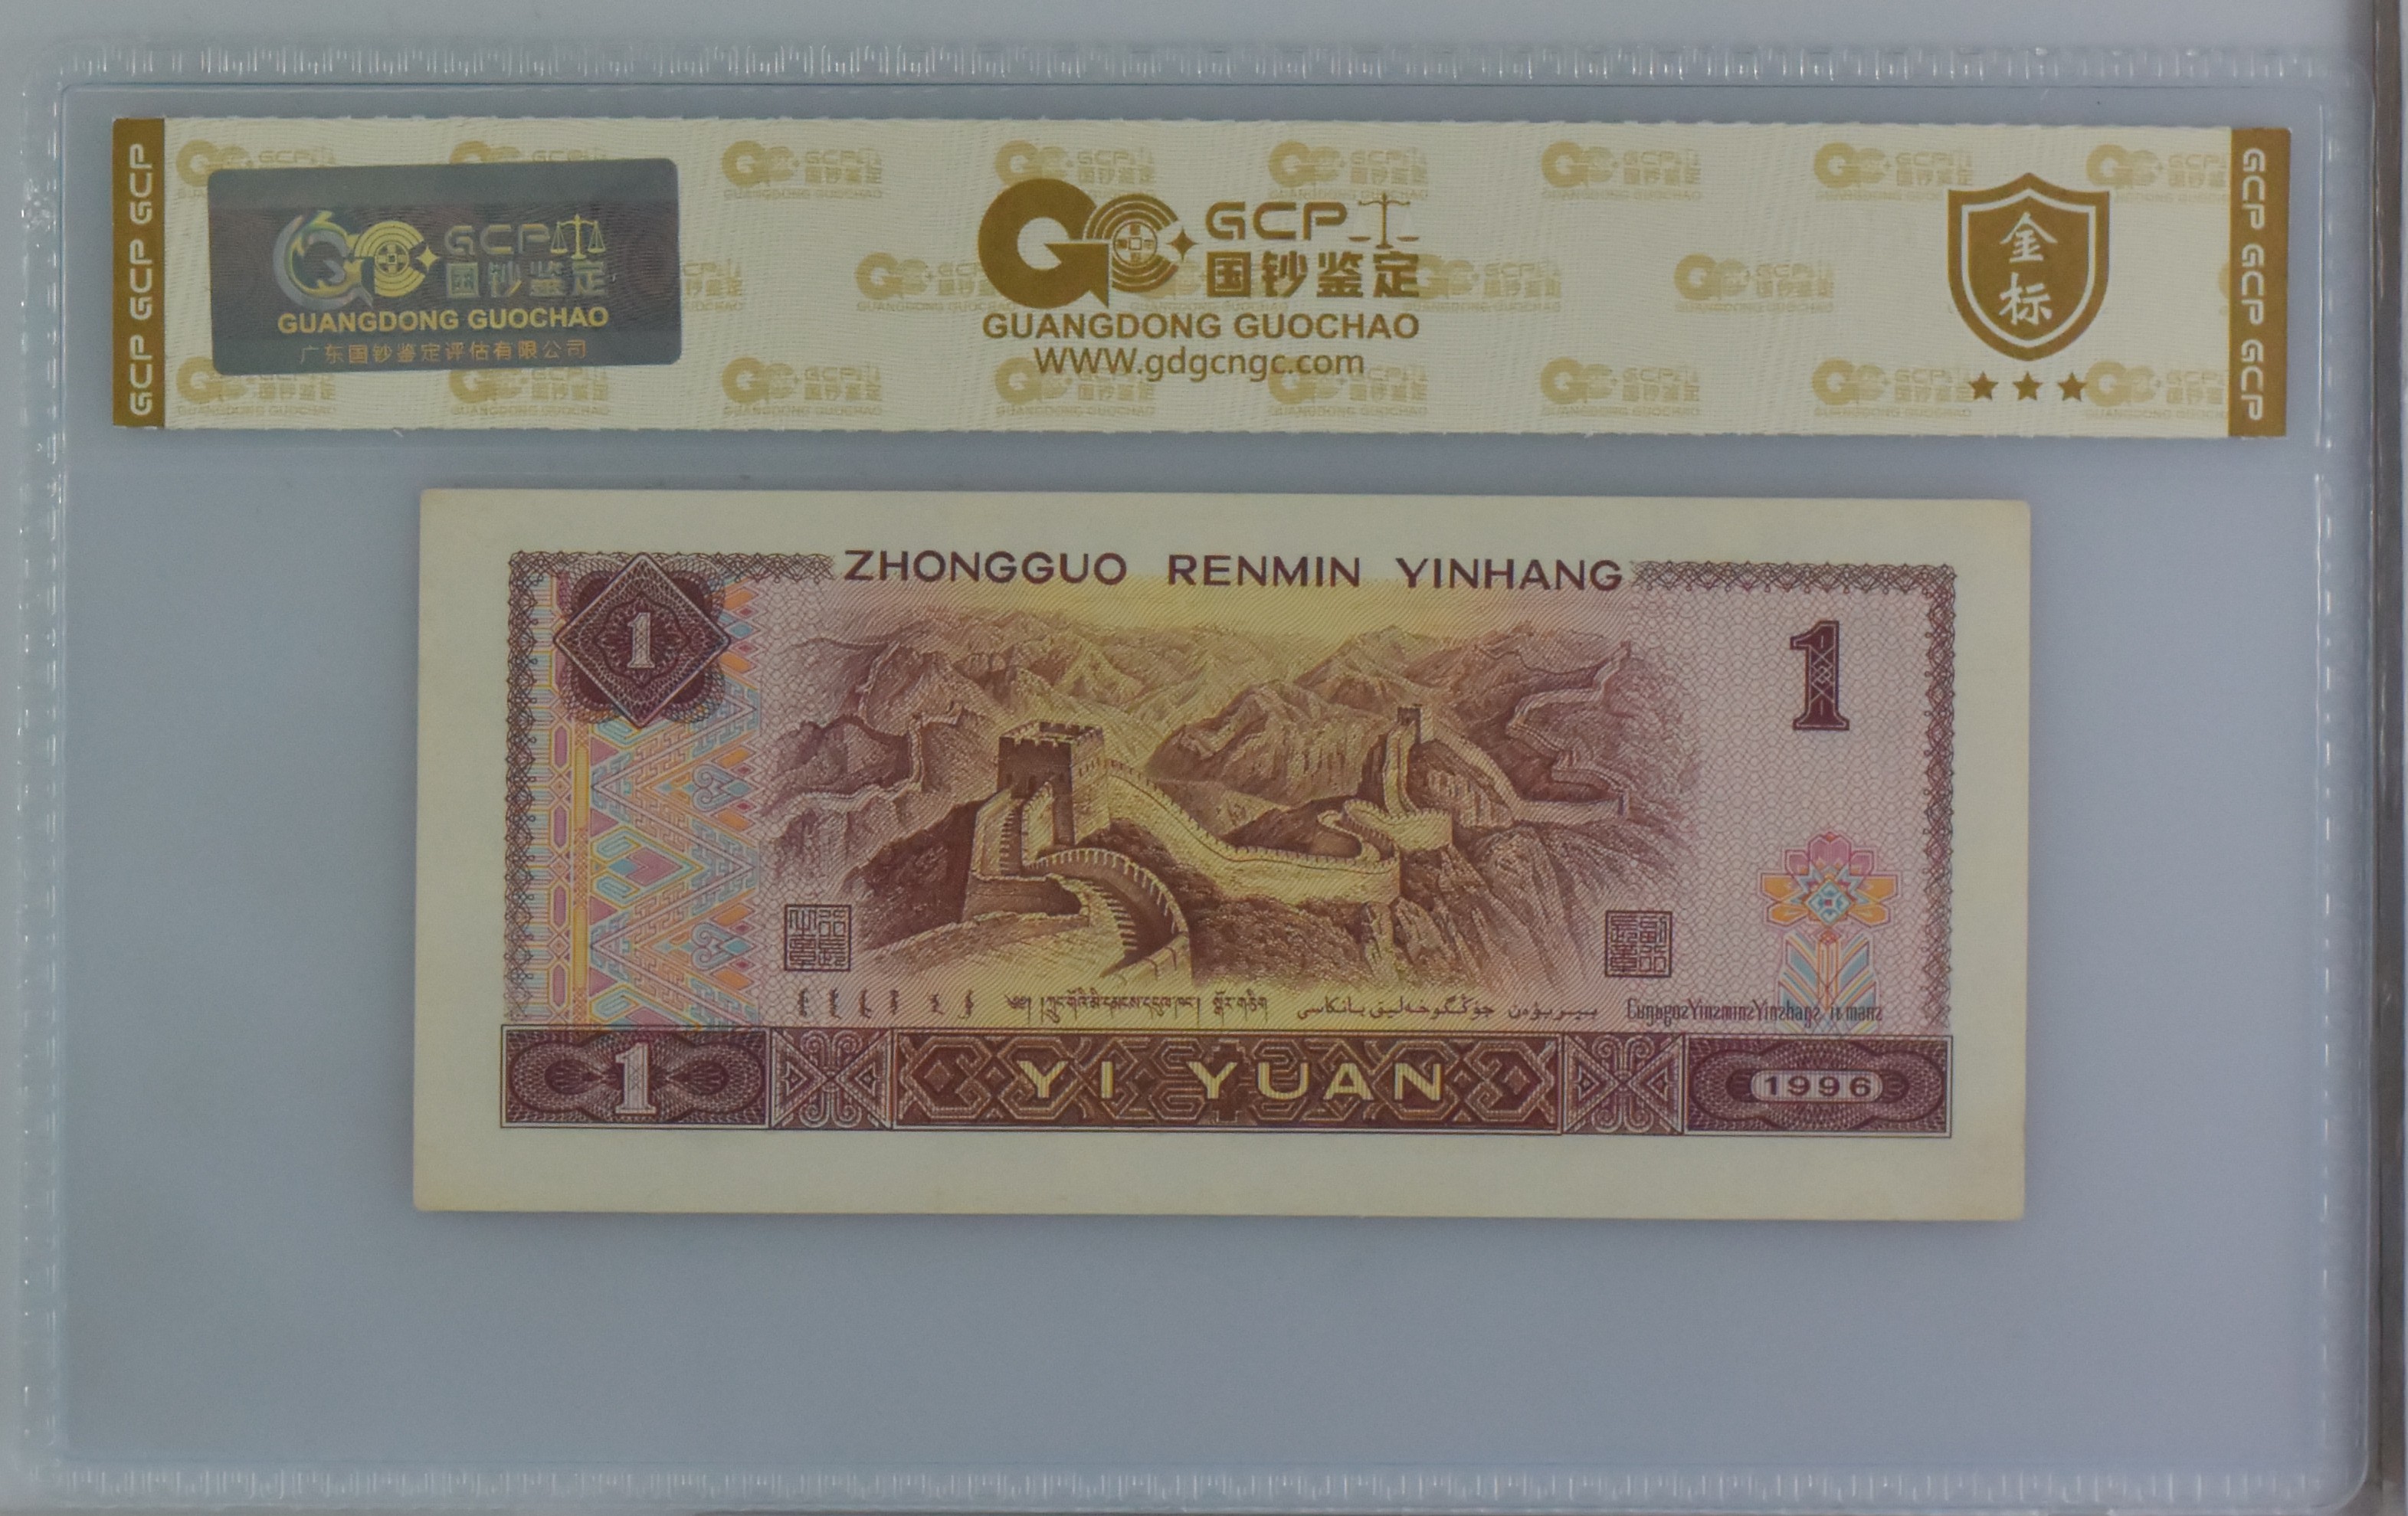 GCP GCP GCP
GCP
国钞鉴定
GUANGDONG GUOCHAO
广东国钞鉴定评估有限公司
GCP
国钞鉴定
GUANGDONG GUOCHAO
WWW.gdgcngc.com
金
标
GCP GCP GCP
ZHONGGUO RENMIN YINHANG
1
1
1
YI YUAN
1996